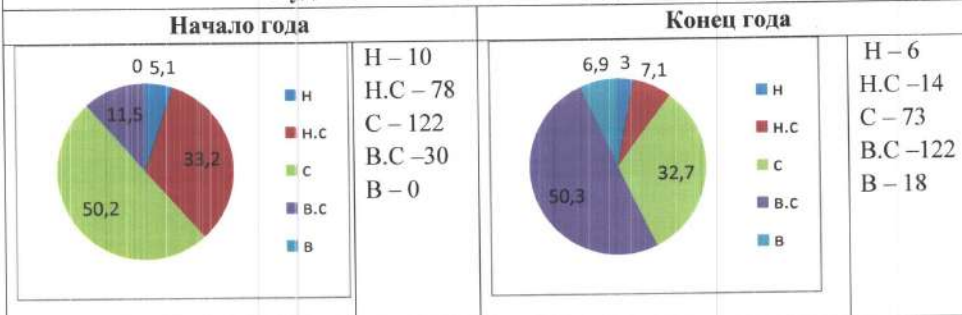 Начало года
Конец года
0 5,1
11,5
33,2
50,2
н
н.с
с
в.с
в
Н – 10
Н.С – 78
С – 122
В.С –30
В – 0
6,9 3 7,1
32,7
50,3
н
н.с
с
в.с
в
Н – 6
Н.С –14
С – 73
В.С –122
В – 18